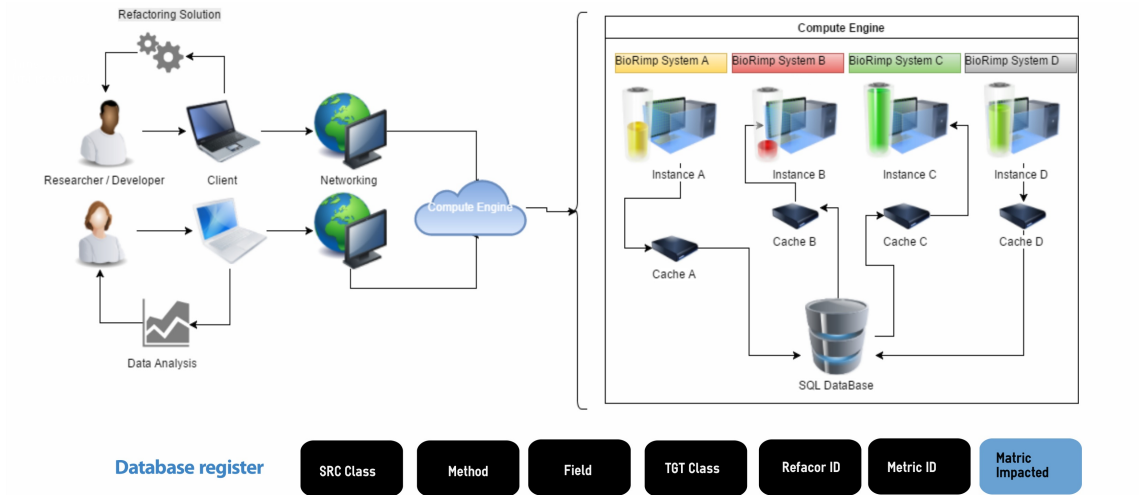 Refactoring Solution
Researcher / Developer
Client
Networking
Data Analysis
Compute Engine
Compute Engine
BioRimp System A
BioRimp System B
BioRimp System C
BioRimp System D
Instance A
Instance B
Instance C
Instance D
Cache A
Cache B
Cache C
Cache D
SQL DataBase
Database register
SRC Class
Method
Field
TGT Class
Refacor ID
Metric ID
Matric
Impacted